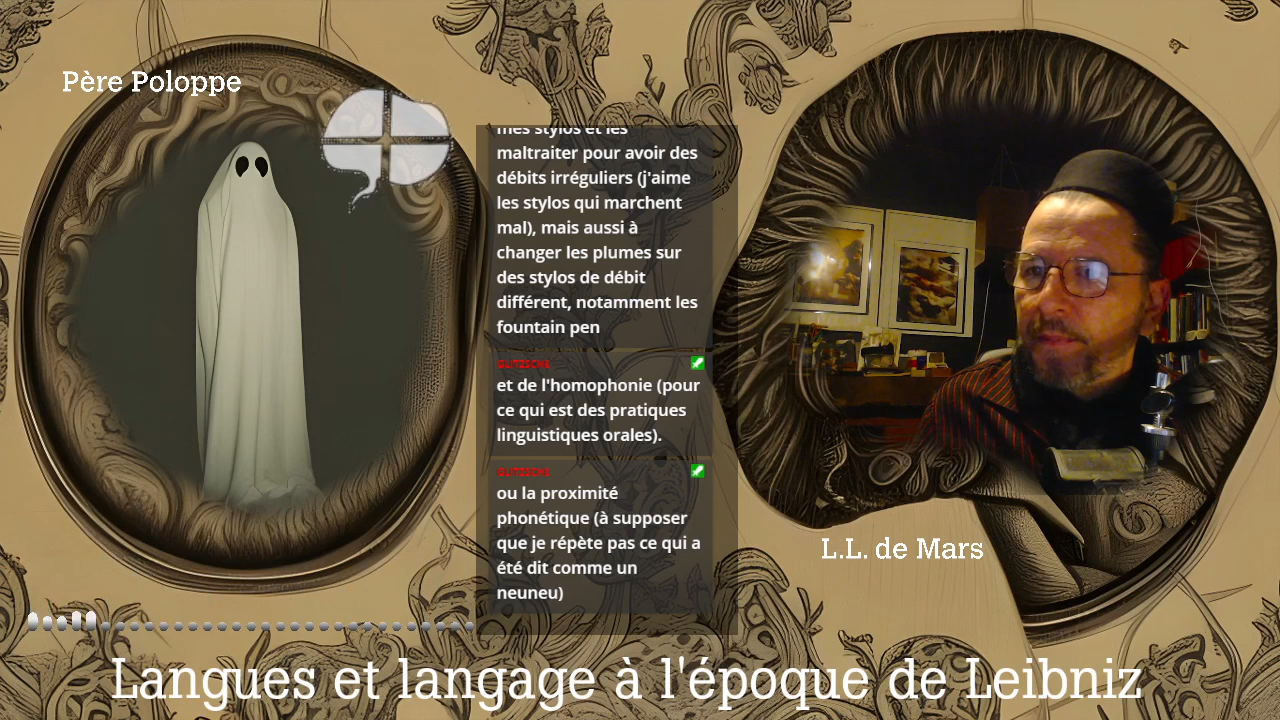 Père Poloppe
mes stylos et les
maltraiter pour avoir des
débits irréguliers (j'aime
les stylos qui marchent
mal), mais aussi à
changer les plumes sur
des stylos de débit
différent, notamment les
fountain pen
et de l'homophonie (pour
ce qui est des pratiques
linguistiques orales).
ou la proximité
phonétique (à supposer
que je répète pas ce qui a
été dit comme un
neuneu)
L.L. de Mars
Langues et langage à l'époque de Leibniz